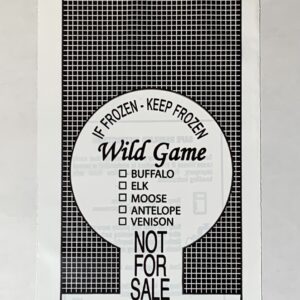 IF FROZEN - KEEP FROZEN
Wild Game
☐ BUFFALO
☐ ELK
☐ MOOSE
☐ ANTELOPE
☐ VENISON
NOT
FOR
SALE